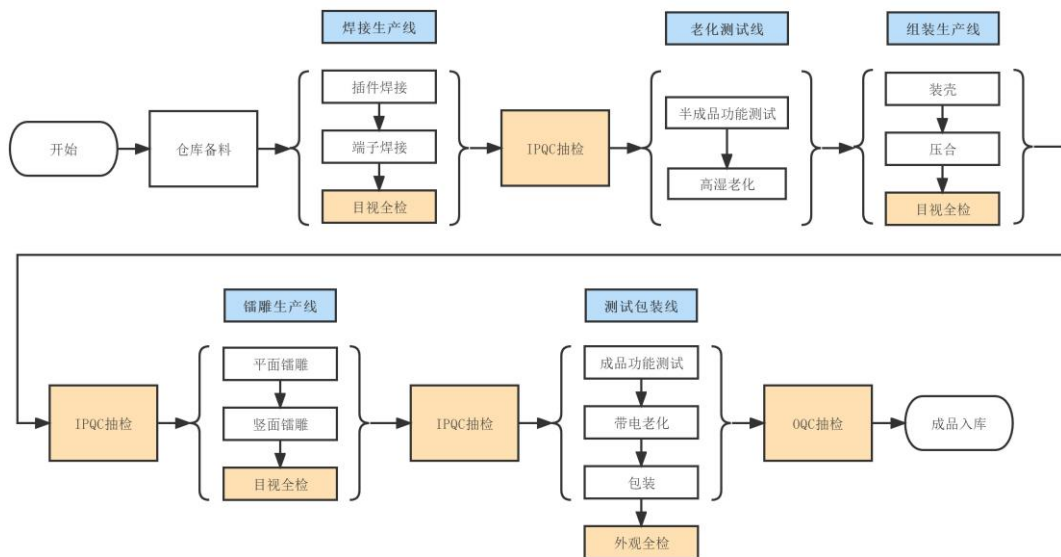 焊接生产线
老化测试线
组装生产线
开始
仓库备料
插件焊接
端子焊接
目视全检
IPQC抽检
半成品功能测试
高湿老化
装壳
压合
目视全检
镭雕生产线
测试包装线
IPQC抽检
平面镭雕
竖面镭雕
目视全检
IPQC抽检
成品功能测试
带电老化
包装
外观全检
OQC抽检
成品入库